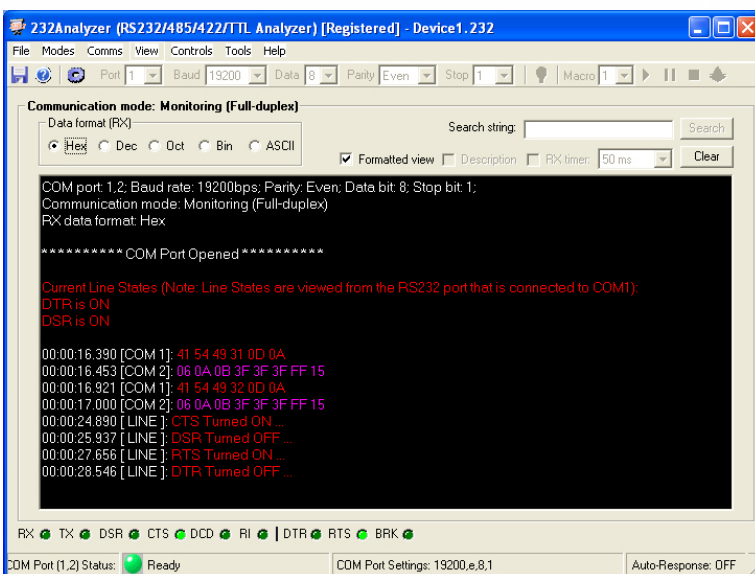 232Analyzer (RS232/485/422/TTL Analyzer) [Registered] - Device1.232
File Modes Comms View Controls Tools Help
Port 1 Baud 19200 Data 8 Parity Even Stop 1 Macro 1
Communication mode: Monitoring (Full-duplex)
Data format (RX)
Hex Dec Oct Bin ASCII
Search string: Search
Formatted view Description RX timer: 50 ms Clear
COM port: 1,2; Baud rate: 19200bps; Parity: Even; Data bit: 8; Stop bit: 1;
Communication mode: Monitoring (Full-duplex)
RX data format: Hex
********** COM Port Opened **********
Current Line States (Note: Line States are viewed from the RS232 port that is connected to COM1):
DTR is ON
DSR is ON
00:00:16.390 [COM 1]: 41 54 49 31 0D 0A
00:00:16.453 [COM 2]: 06 0A 0B 3F 3F 3F FF 15
00:00:16.921 [COM 1]: 41 54 49 32 0D 0A
00:00:17.000 [COM 2]: 06 0A 0B 3F 3F 3F FF 15
00:00:24.890 [ LINE ]: CTS Turned ON ...
00:00:25.937 [ LINE ]: DSR Turned OFF ...
00:00:27.656 [ LINE ]: RTS Turned ON ...
00:00:28.546 [ LINE ]: DTR Turned OFF ...
RX TX DSR CTS DCD RI DTR RTS BRK
COM Port (1,2) Status: Ready COM Port Settings: 19200,e,8,1 Auto-Response: OFF